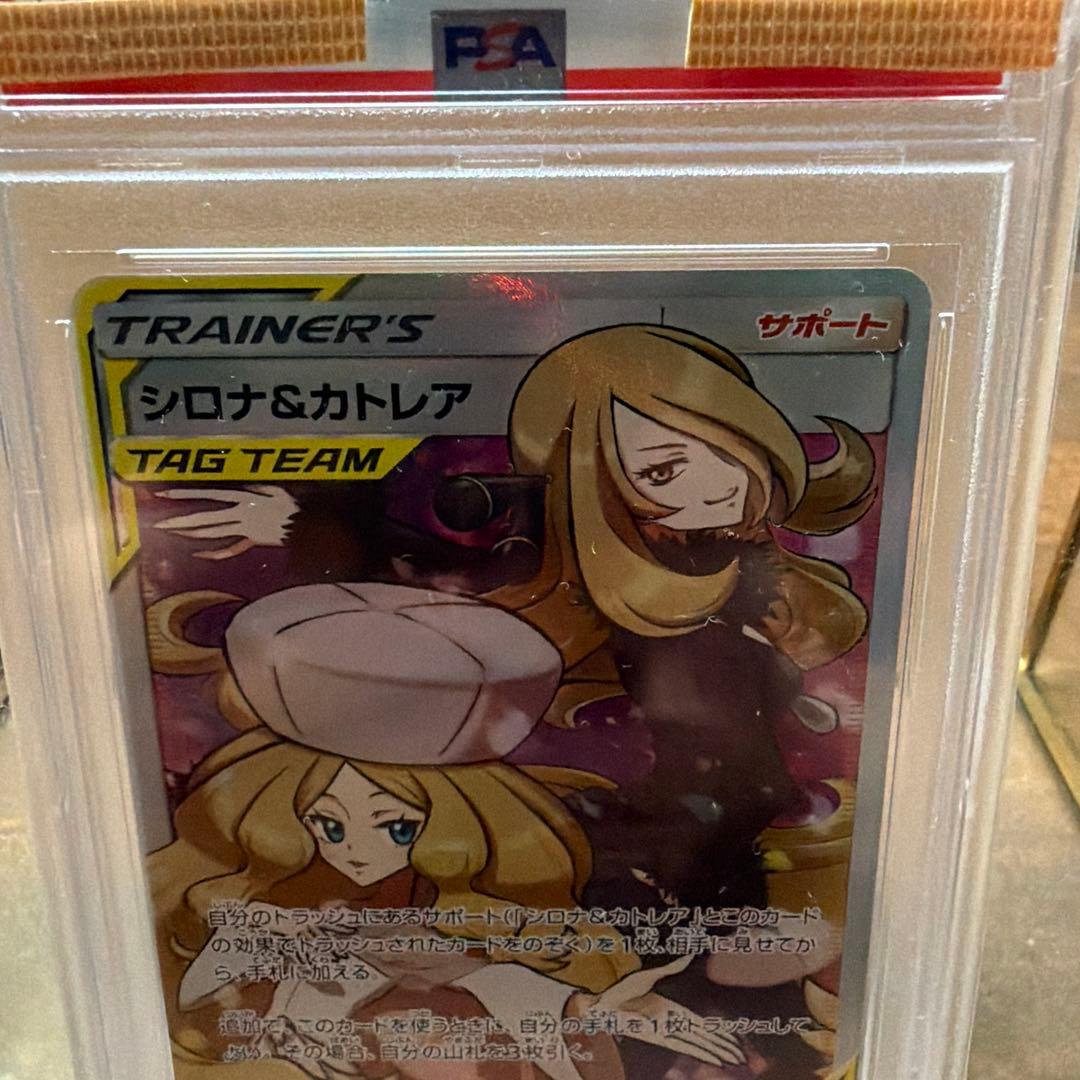 PSA
TRAINER'S
サポート
シロナ&カトレア
TAG TEAM
自分のトラッシュにあるサポート(「シロナ&カトレア」とこのカード
の効果でトラッシュされたカードをのぞく)を1枚、相手に見せてか
ら、手札に加える。
追加で、このカードを使うときに、自分の手札を1枚トラッシュして
よい。その場合、自分の山札を3枚引く。